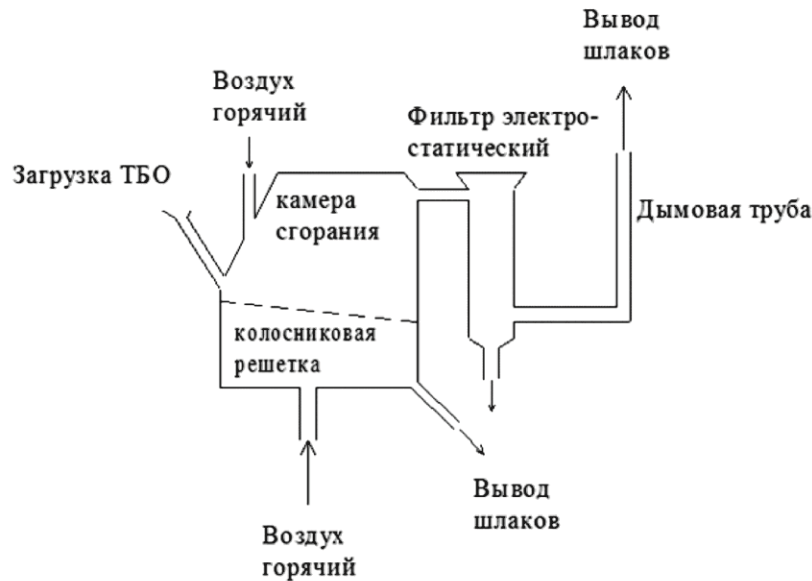 Вывод
шлаков
Воздух
горячий
Фильтр электро-
статический
Загрузка ТБО
камера
сгорания
Дымовая труба
колосниковая
решетка
Вывод
шлаков
Воздух
горячий